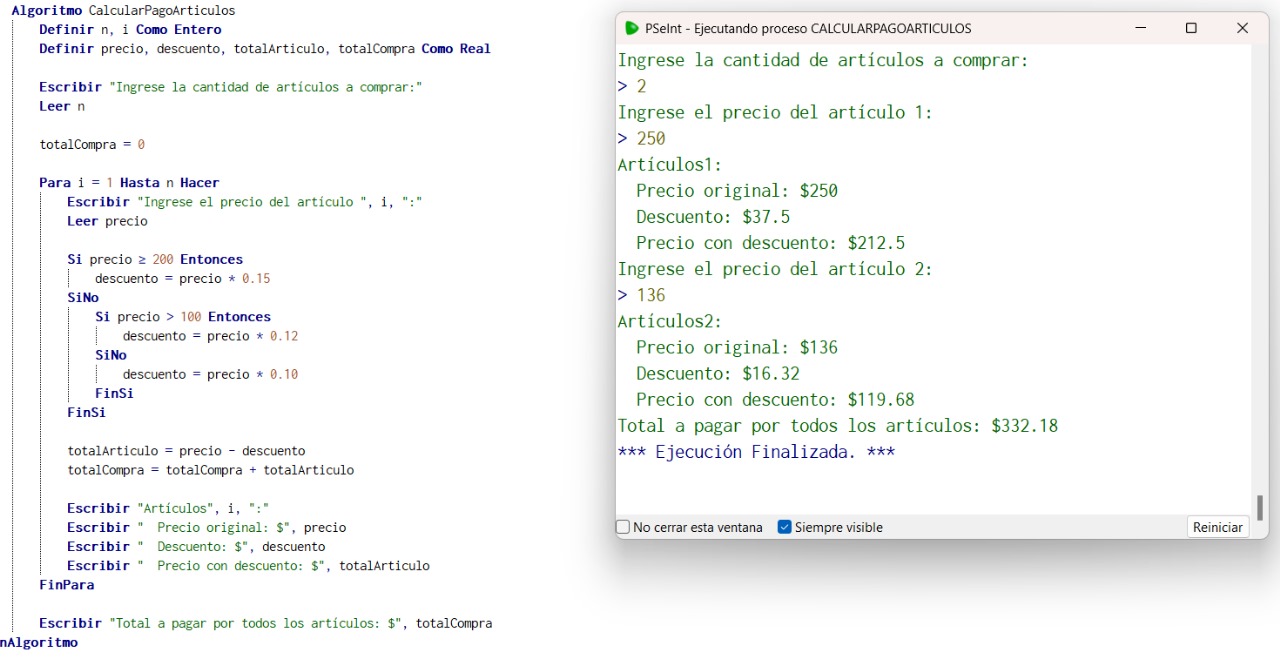 Algoritmo CalcularPagoArticulos
Definir n, i Como Entero
Definir precio, descuento, totalArticulo, totalCompra Como Real
Escribir "Ingrese la cantidad de artículos a comprar:"
Leer n
totalCompra = 0
Para i = 1 Hasta n Hacer
Escribir "Ingrese el precio del artículo ", i, ":"
Leer precio
Si precio ≥ 200 Entonces
descuento = precio * 0.15
SiNo
Si precio > 100 Entonces
descuento = precio * 0.12
SiNo
descuento = precio * 0.10
FinSi
FinSi
totalArticulo = precio - descuento
totalCompra = totalCompra + totalArticulo
Escribir "Artículos", i, ":"
Escribir "  Precio original: $", precio
Escribir "  Descuento: $", descuento
Escribir "  Precio con descuento: $", totalArticulo
FinPara
Escribir "Total a pagar por todos los artículos: $", totalCompra
nAlgoritmo
PSeInt - Ejecutando proceso CALCULARPAGOARTICULOS
Ingrese la cantidad de artículos a comprar:
> 2
Ingrese el precio del artículo 1:
> 250
Artículos1:
  Precio original: $250
  Descuento: $37.5
  Precio con descuento: $212.5
Ingrese el precio del artículo 2:
> 136
Artículos2:
  Precio original: $136
  Descuento: $16.32
  Precio con descuento: $119.68
Total a pagar por todos los artículos: $332.18
*** Ejecución Finalizada. ***
No cerrar esta ventana Siempre visible Reiniciar